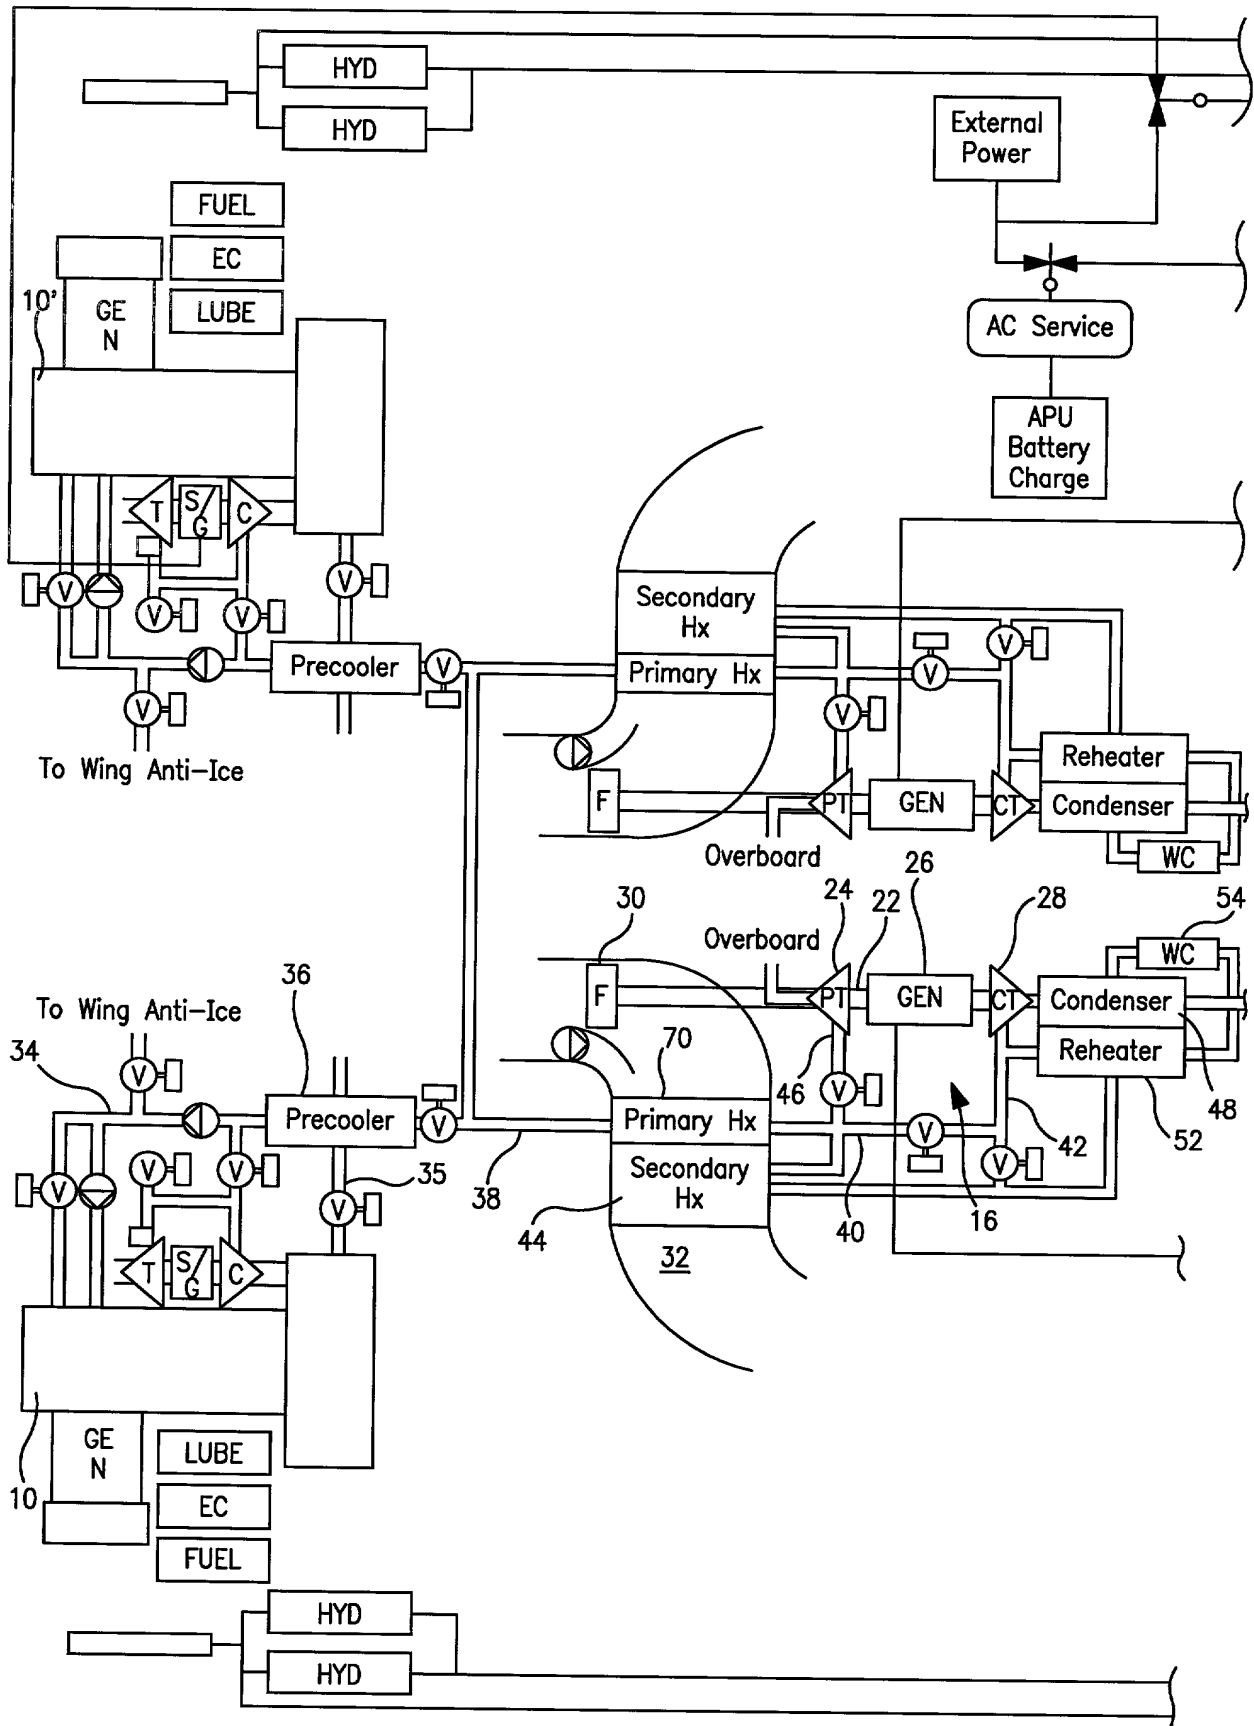 HYD
HYD
External
Power
FUEL
EC
LUBE
10'
GE
N
AC Service
APU
Battery
Charge
T
S/G
C
V
V
V
V
Secondary
Hx
V
Precooler
V
Primary Hx
V
V
V
To Wing Anti-Ice
Reheater
F
PT
GEN
CT
Condenser
Overboard
WC
26
24
22
28
54
30
Overboard
WC
36
F
PT
GEN
CT
Condenser
To Wing Anti-Ice
34
70
46
Reheater
V
V
48
Precooler
V
Primary Hx
V
52
42
V
V
V
35
38
Secondary
Hx
V
V
44
40
16
32
T
S/G
C
10
GE
N
LUBE
EC
FUEL
HYD
HYD